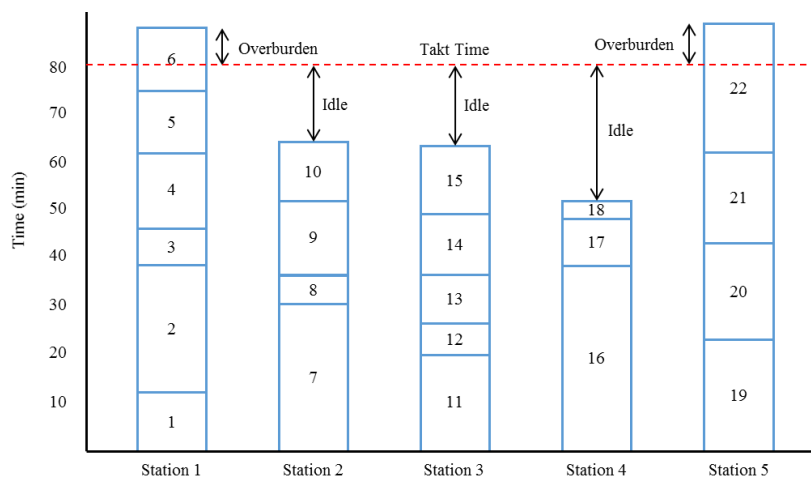 Time (min)
80
70
60
50
40
30
20
10
Overburden
Takt Time
Overburden
Idle
Idle
Idle
6
5
4
3
2
1
10
9
8
7
15
14
13
12
11
18
17
16
22
21
20
19
Station 1
Station 2
Station 3
Station 4
Station 5